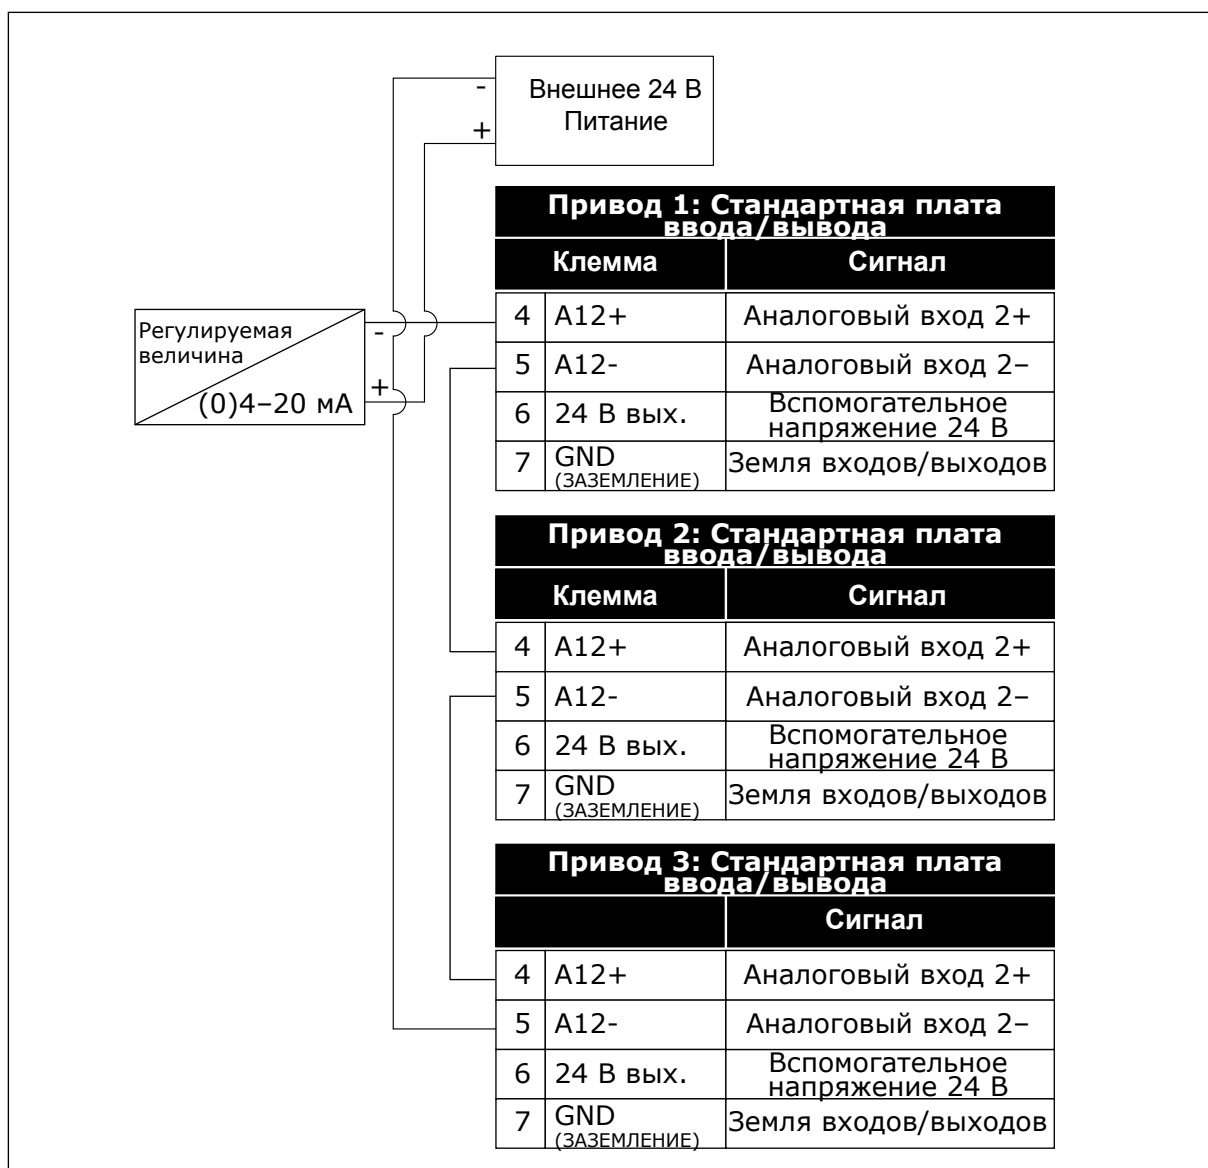 -
Внешнее 24 В
Питание
+
Привод 1: Стандартная плата
ввода/вывода
Клемма Сигнал
4 A12+ Аналоговый вход 2+
5 A12- Аналоговый вход 2–
6 24 В вых. Вспомогательное
напряжение 24 В
7 GND
(ЗАЗЕМЛЕНИЕ)
Земля входов/выходов
Регулируемая
величина
-
+
(0)4–20 мА
Привод 2: Стандартная плата
ввода/вывода
Клемма Сигнал
4 A12+ Аналоговый вход 2+
5 A12- Аналоговый вход 2–
6 24 В вых. Вспомогательное
напряжение 24 В
7 GND
(ЗАЗЕМЛЕНИЕ)
Земля входов/выходов
Привод 3: Стандартная плата
ввода/вывода
Сигнал
4 A12+ Аналоговый вход 2+
5 A12- Аналоговый вход 2–
6 24 В вых. Вспомогательное
напряжение 24 В
7 GND
(ЗАЗЕМЛЕНИЕ)
Земля входов/выходов